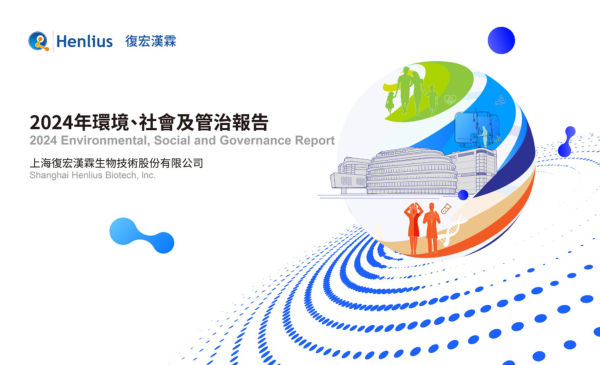 Henlius 復宏漢霖
2024年環境、社會及管治報告
2024 Environmental, Social and Governance Report
上海復宏漢霖生物技術股份有限公司
Shanghai Henlius Biotech, Inc.